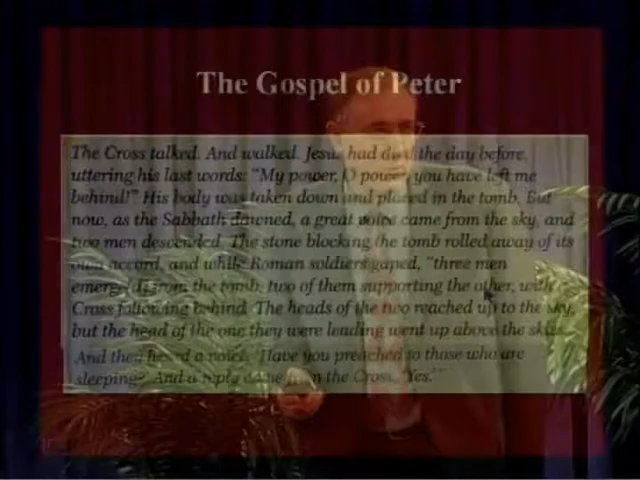 The Gospel of Peter
The Cross talked. And walked. Jesus had died the day before,
uttering his last words: "My power, O power, you have left me
behind!" His body was taken down and placed in the tomb. But
now, as the Sabbath dawned, a great voice came from the sky, and
two men descended. The stone blocking the tomb rolled away of its
own accord, and while Roman soldiers gaped, "three men
emerge[d] from the tomb, two of them supporting the other, with
Cross following behind. The heads of the two reached up to the sky,
but the head of the one they were leading went up above the skies....
And they heard a voice, 'Have you preached to those who are
sleeping?' And a reply came from the Cross, 'Yes.'"